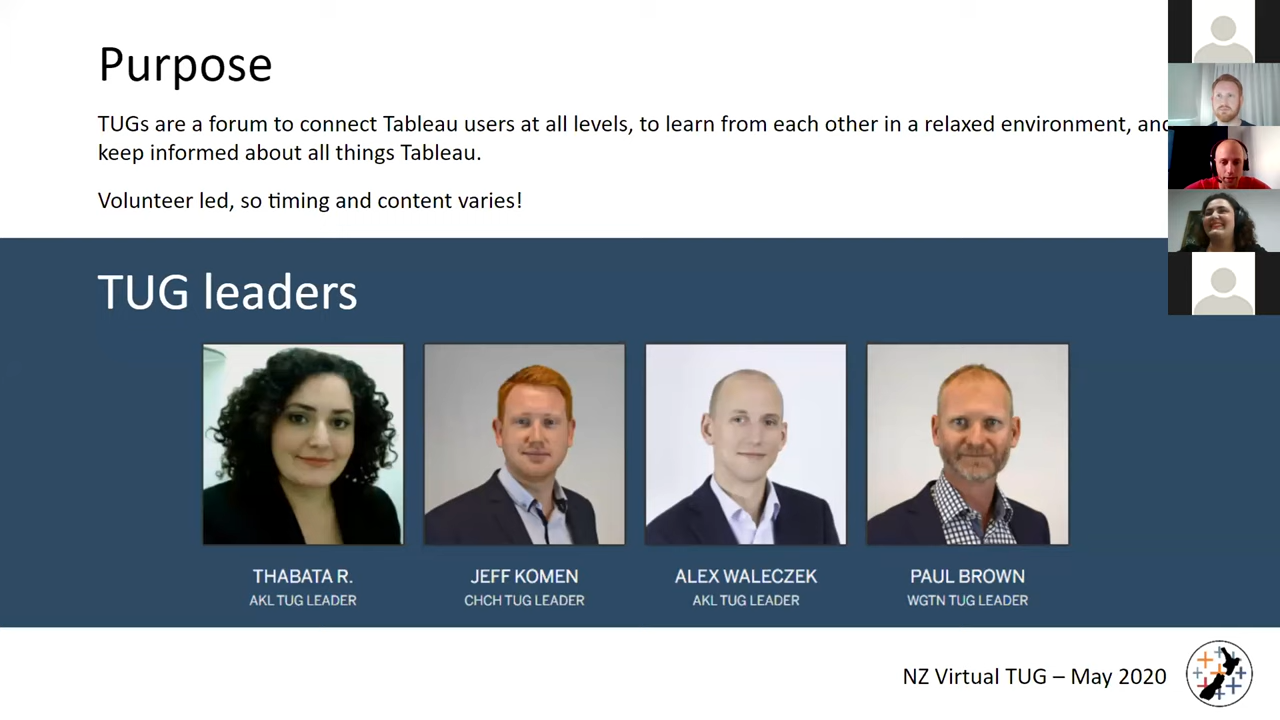 Purpose
TUGs are a forum to connect Tableau users at all levels, to learn from each other in a relaxed environment, and
keep informed about all things Tableau.
Volunteer led, so timing and content varies!
TUG leaders
THABATA R.
AKL TUG LEADER
JEFF KOMEN
CHCH TUG LEADER
ALEX WALECZEK
AKL TUG LEADER
PAUL BROWN
WGTN TUG LEADER
NZ Virtual TUG – May 2020